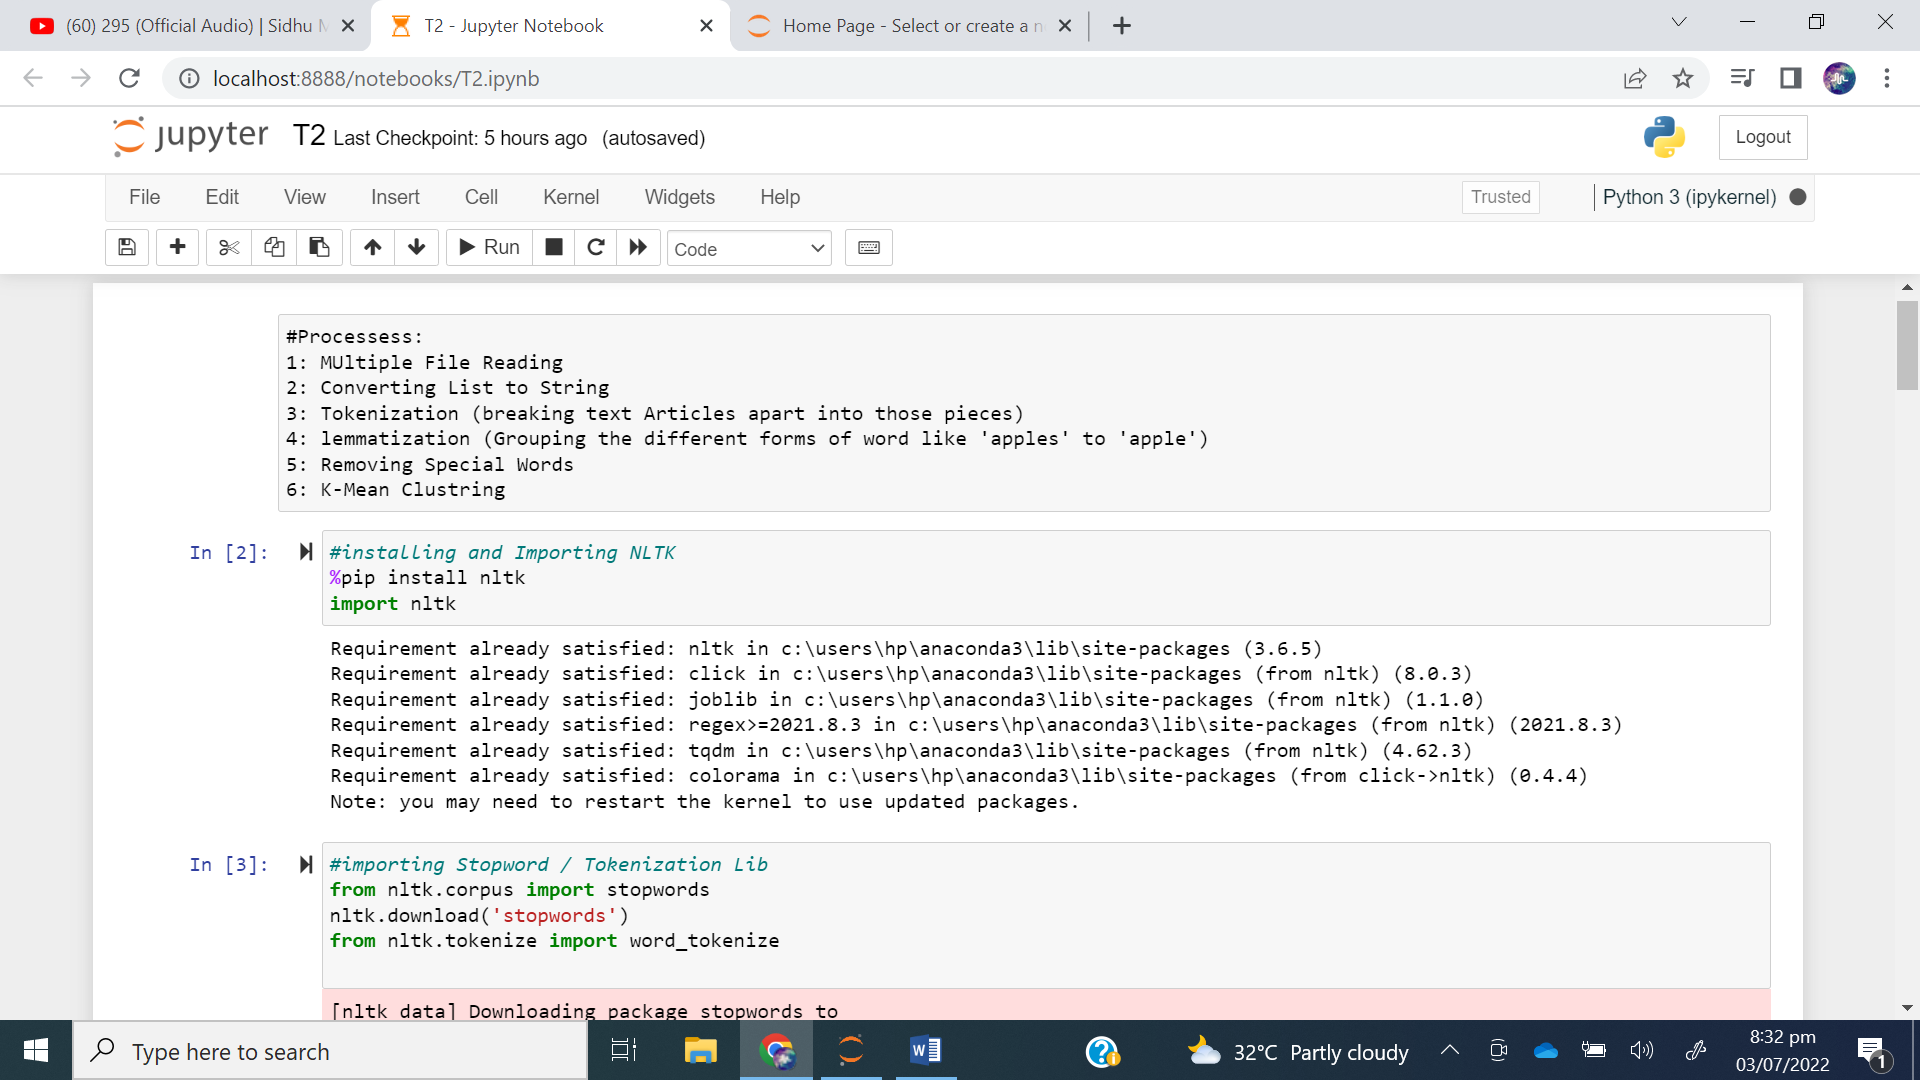 (60) 295 (Official Audio) | Sidhu M
T2 - Jupyter Notebook
Home Page - Select or create a n
localhost:8888/notebooks/T2.ipynb
jupyter T2 Last Checkpoint: 5 hours ago (autosaved)
Logout
File Edit View Insert Cell Kernel Widgets Help
Trusted
Python 3 (ipykernel)
Run
Code
#Processess:
1: MUltiple File Reading
2: Converting List to String
3: Tokenization (breaking text Articles apart into those pieces)
4: lemmatization (Grouping the different forms of word like 'apples' to 'apple')
5: Removing Special Words
6: K-Mean Clustring
In [2]:
#installing and Importing NLTK
%pip install nltk
import nltk
Requirement already satisfied: nltk in c:\users\hp\anaconda3\lib\site-packages (3.6.5)
Requirement already satisfied: click in c:\users\hp\anaconda3\lib\site-packages (from nltk) (8.0.3)
Requirement already satisfied: joblib in c:\users\hp\anaconda3\lib\site-packages (from nltk) (1.1.0)
Requirement already satisfied: regex>=2021.8.3 in c:\users\hp\anaconda3\lib\site-packages (from nltk) (2021.8.3)
Requirement already satisfied: tqdm in c:\users\hp\anaconda3\lib\site-packages (from nltk) (4.62.3)
Requirement already satisfied: colorama in c:\users\hp\anaconda3\lib\site-packages (from click->nltk) (0.4.4)
Note: you may need to restart the kernel to use updated packages.
In [3]:
#importing Stopword / Tokenization Lib
from nltk.corpus import stopwords
nltk.download('stopwords')
from nltk.tokenize import word_tokenize
[nltk_data] Downloading package stopwords to
Type here to search
32°C Partly cloudy
8:32 pm
03/07/2022
1